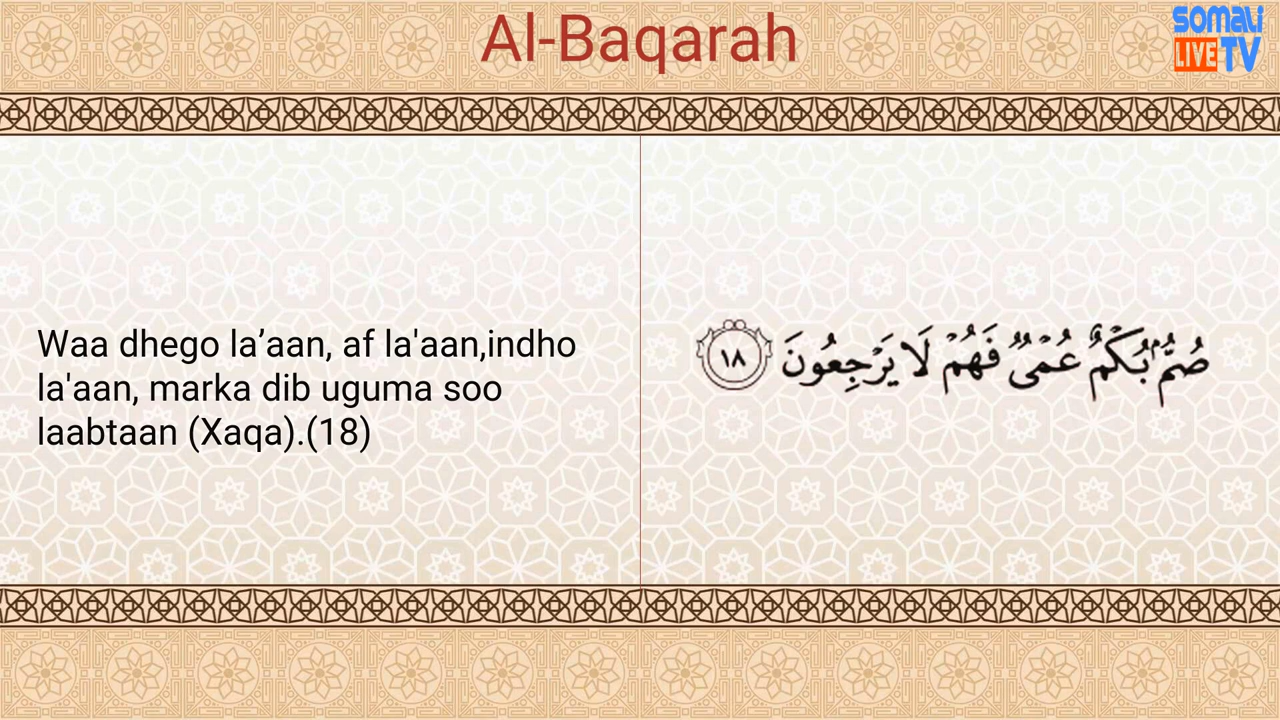 Al-Baqarah
SOMALI
LIVE TV
Waa dhego la’aan, af la'aan,indho
la'aan, marka dib uguma soo
laabtaan (Xaqa).(18)
صُمُّۢ بُكْمٌ عُمْىٌ فَهُمْ لَا يَرْجِعُونَ ١٨